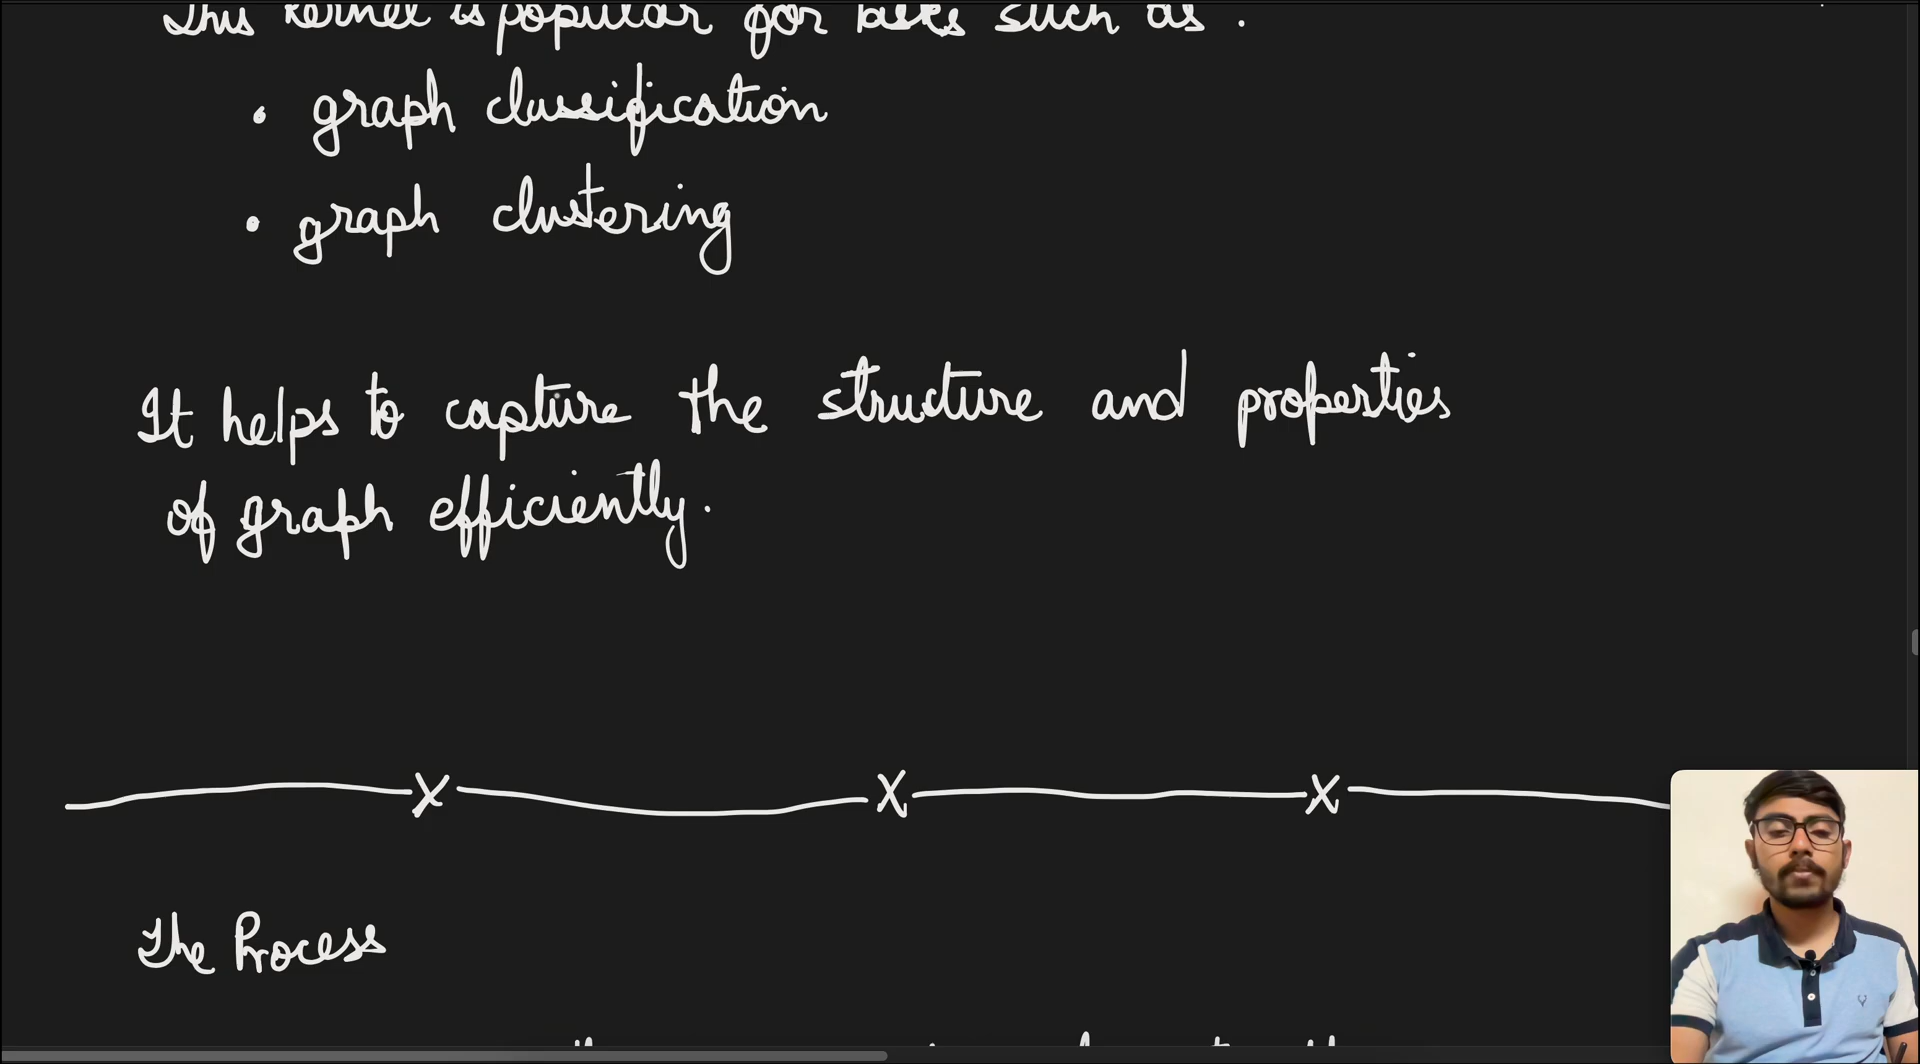 This kernel is popular for tasks such as :
• graph classification
• graph clustering
It helps to capture the structure and properties
of graph efficiently.
X X X
The Process